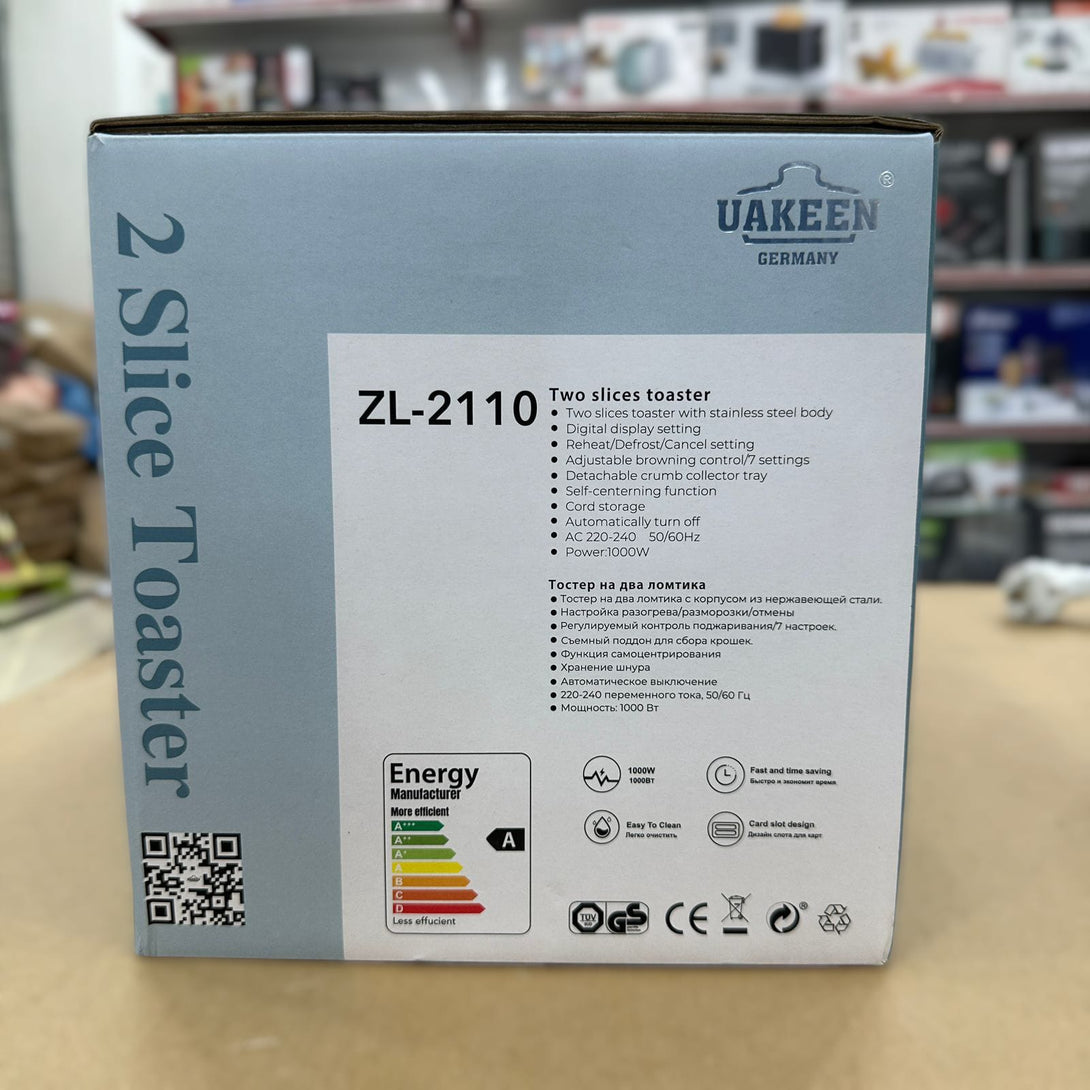 UAKEEN
®
GERMANY
2 Slice Toaster
ZL-2110
Two slices toaster
• Two slices toaster with stainless steel body
• Digital display setting
• Reheat/Defrost/Cancel setting
• Adjustable browning control/7 settings
• Detachable crumb collector tray
• Self-centerning function
• Cord storage
• Automatically turn off
• AC 220-240 50/60Hz
• Power:1000W
Тостер на два ломтика
• Тостер на два ломтика с корпусом из нержавеющей стали.
• Настройка разогрева/разморозки/отмены
• Регулируемый контроль поджаривания/7 настроек.
• Съемный поддон для сбора крошек.
• Функция самоцентрирования
• Хранение шнура
• Автоматическое выключение
• 220-240 переменного тока, 50/60 Гц
• Мощность: 1000 Вт
Energy
Manufacturer
More efficient
A+++
A++
A+
A
B
C
D
A
Less effucient
1000W
1000Вт
Fast and time saving
Быстро и экономит время
Easy To Clean
Легко очистить
Card slot design
Дизайн слота для карт
TÜV
GS
CE
®